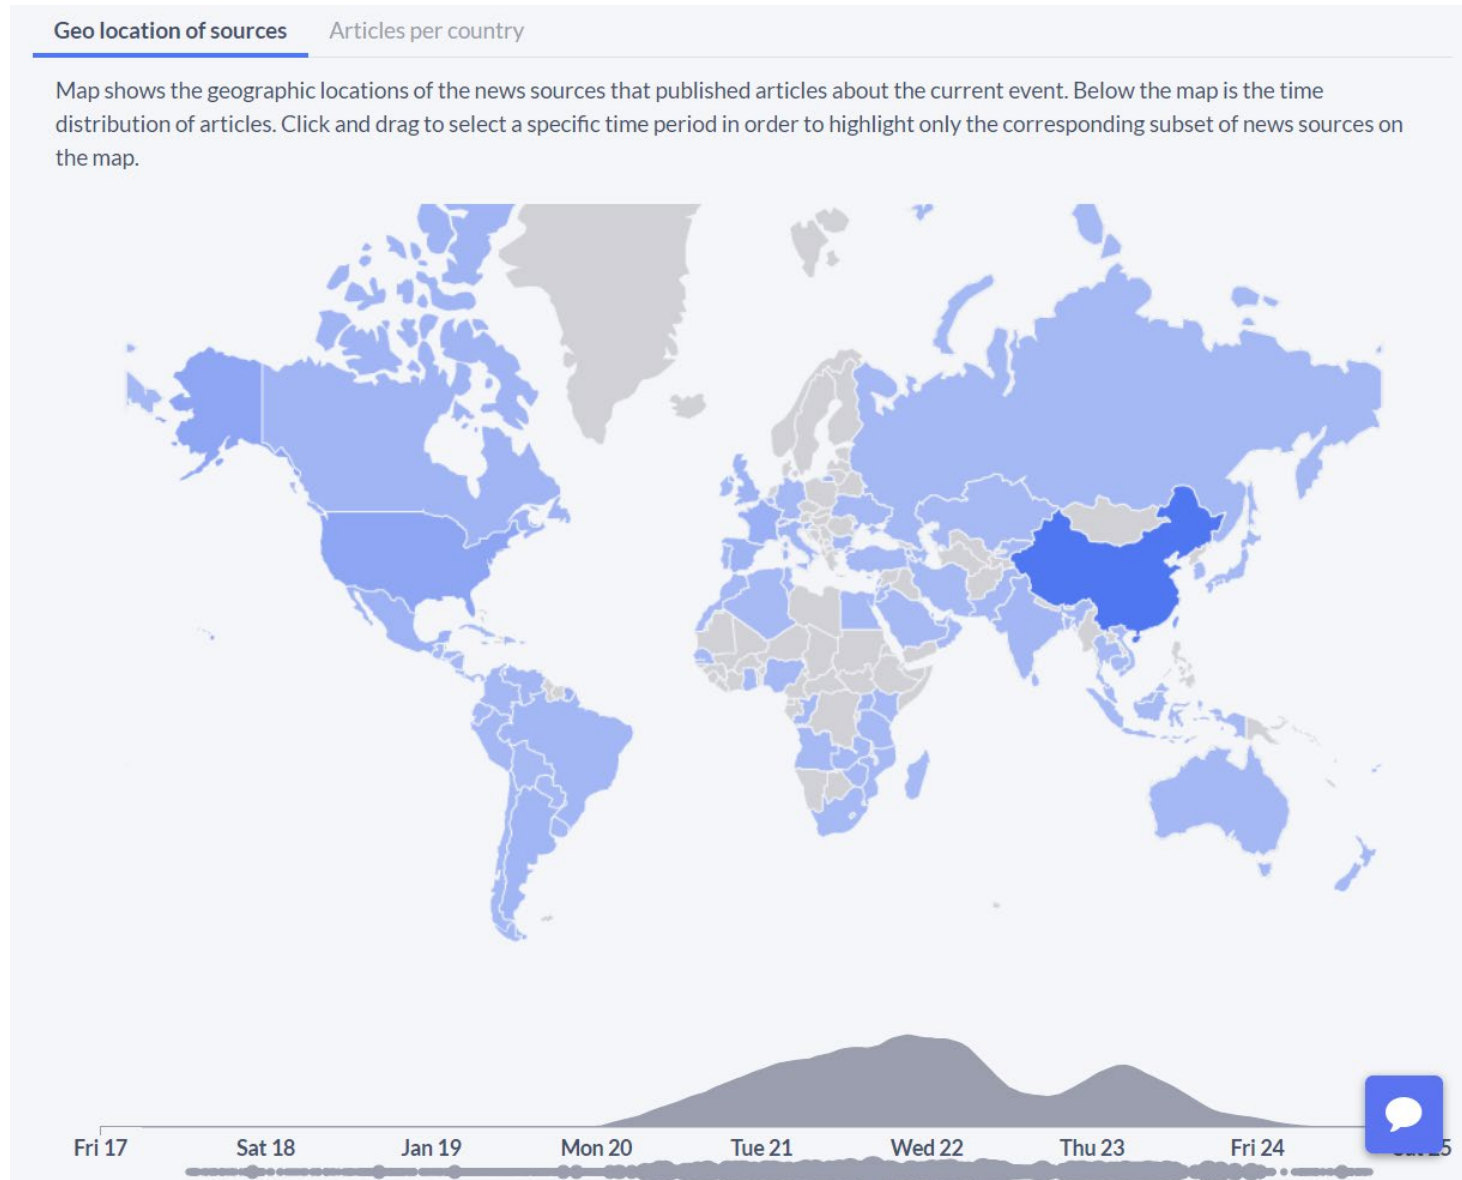 Geo location of sources
Articles per country
Map shows the geographic locations of the news sources that published articles about the current event. Below the map is the time
distribution of articles. Click and drag to select a specific time period in order to highlight only the corresponding subset of news sources on
the map.
Fri 17 Sat 18 Jan 19 Mon 20 Tue 21 Wed 22 Thu 23 Fri 24